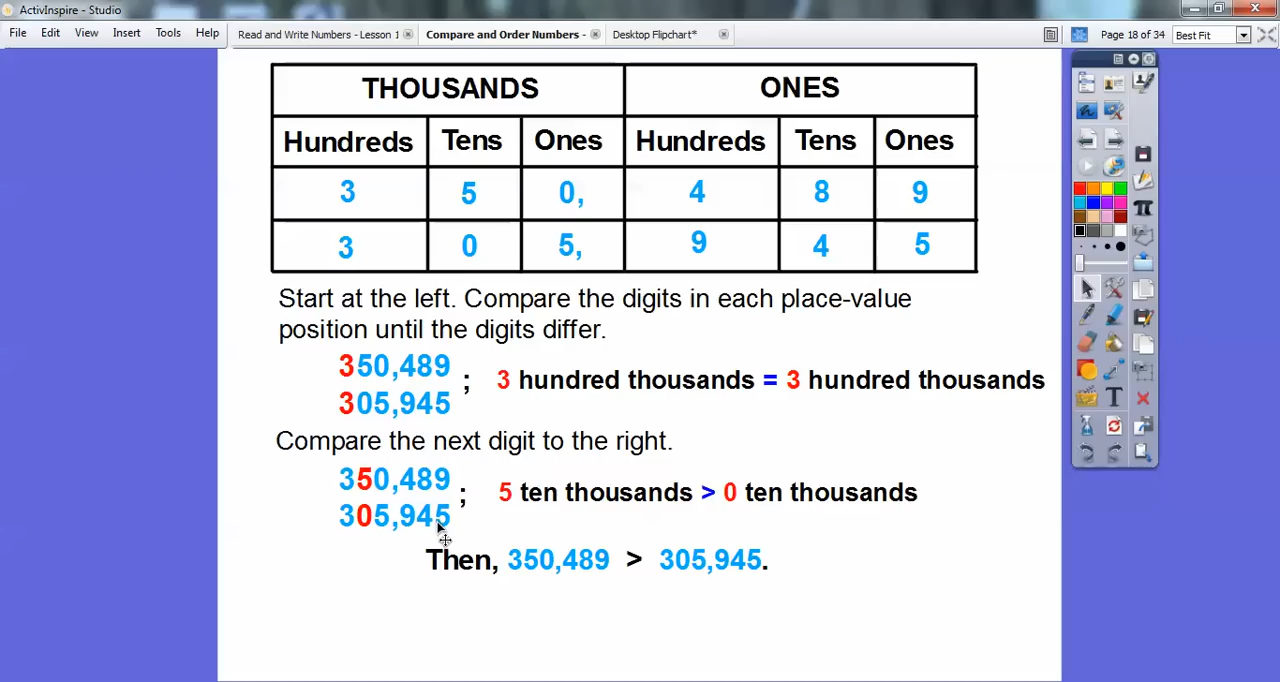 ActivInspire - Studio
File Edit View Insert Tools Help Read and Write Numbers - Lesson 1 Compare and Order Numbers - Desktop Flipchart* Page 18 of 34 Best Fit
THOUSANDS ONES
Hundreds Tens Ones Hundreds Tens Ones
3 5 0, 4 8 9
3 0 5, 9 4 5
Start at the left. Compare the digits in each place-value
position until the digits differ.
350,489
; 3 hundred thousands = 3 hundred thousands
305,945
Compare the next digit to the right.
350,489
; 5 ten thousands > 0 ten thousands
305,945
Then, 350,489 > 305,945.